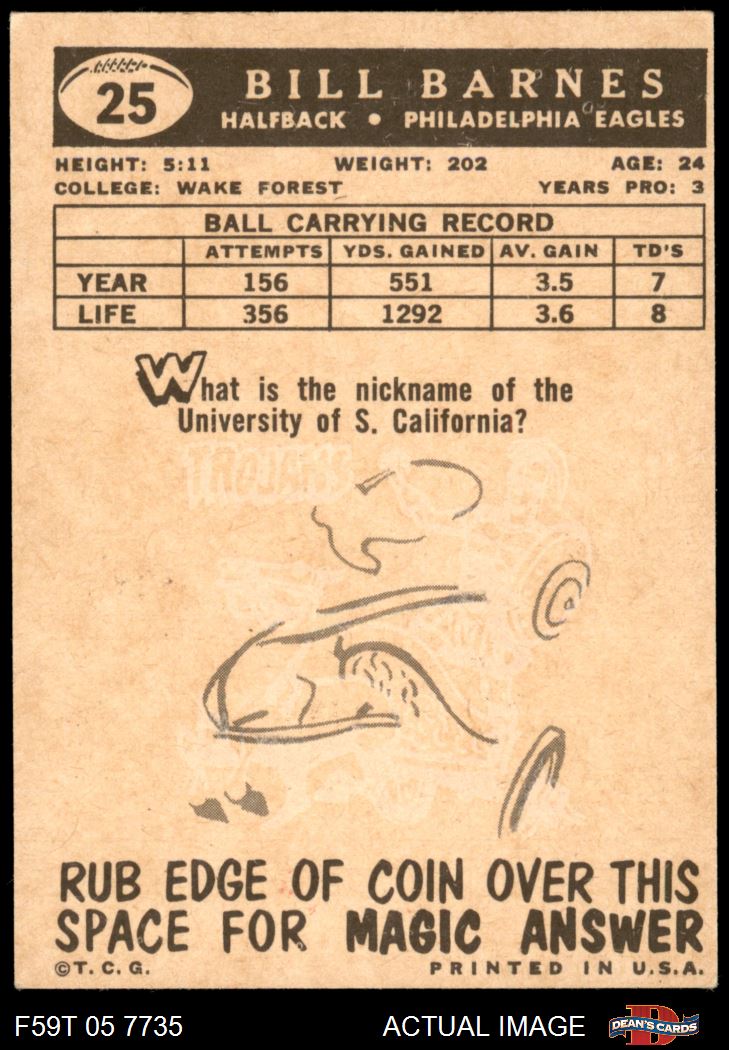 25
BILL BARNES
HALFBACK • PHILADELPHIA EAGLES
HEIGHT: 5:11 WEIGHT: 202 AGE: 24
COLLEGE: WAKE FOREST YEARS PRO: 3
BALL CARRYING RECORD
ATTEMPTS YDS. GAINED AV. GAIN TD'S
YEAR 156 551 3.5 7
LIFE 356 1292 3.6 8
What is the nickname of the
University of S. California?
TROJANS
RUB EDGE OF COIN OVER THIS
SPACE FOR MAGIC ANSWER
©T. C. G. PRINTED IN U.S.A.
F59T 05 7735 ACTUAL IMAGE DEAN'S CARDS